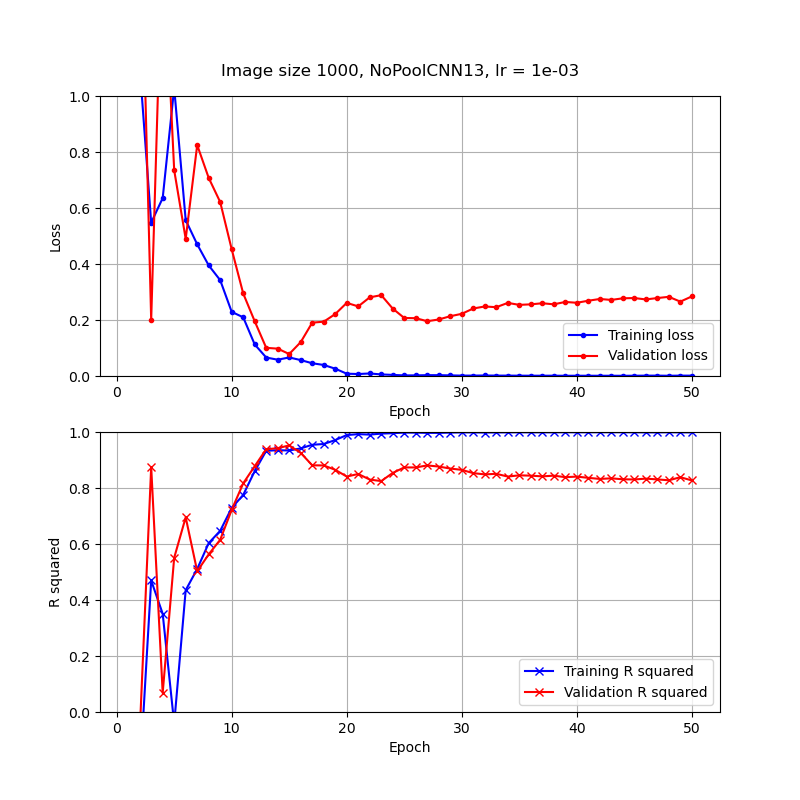 Image size 1000, NoPoolCNN13, lr = 1e-03
1.0
0.8
0.6
0.4
0.2
0.0
Loss
0 10 20 30 40 50
Epoch
Training loss
Validation loss
1.0
0.8
0.6
0.4
0.2
0.0
R squared
0 10 20 30 40 50
Epoch
Training R squared
Validation R squared